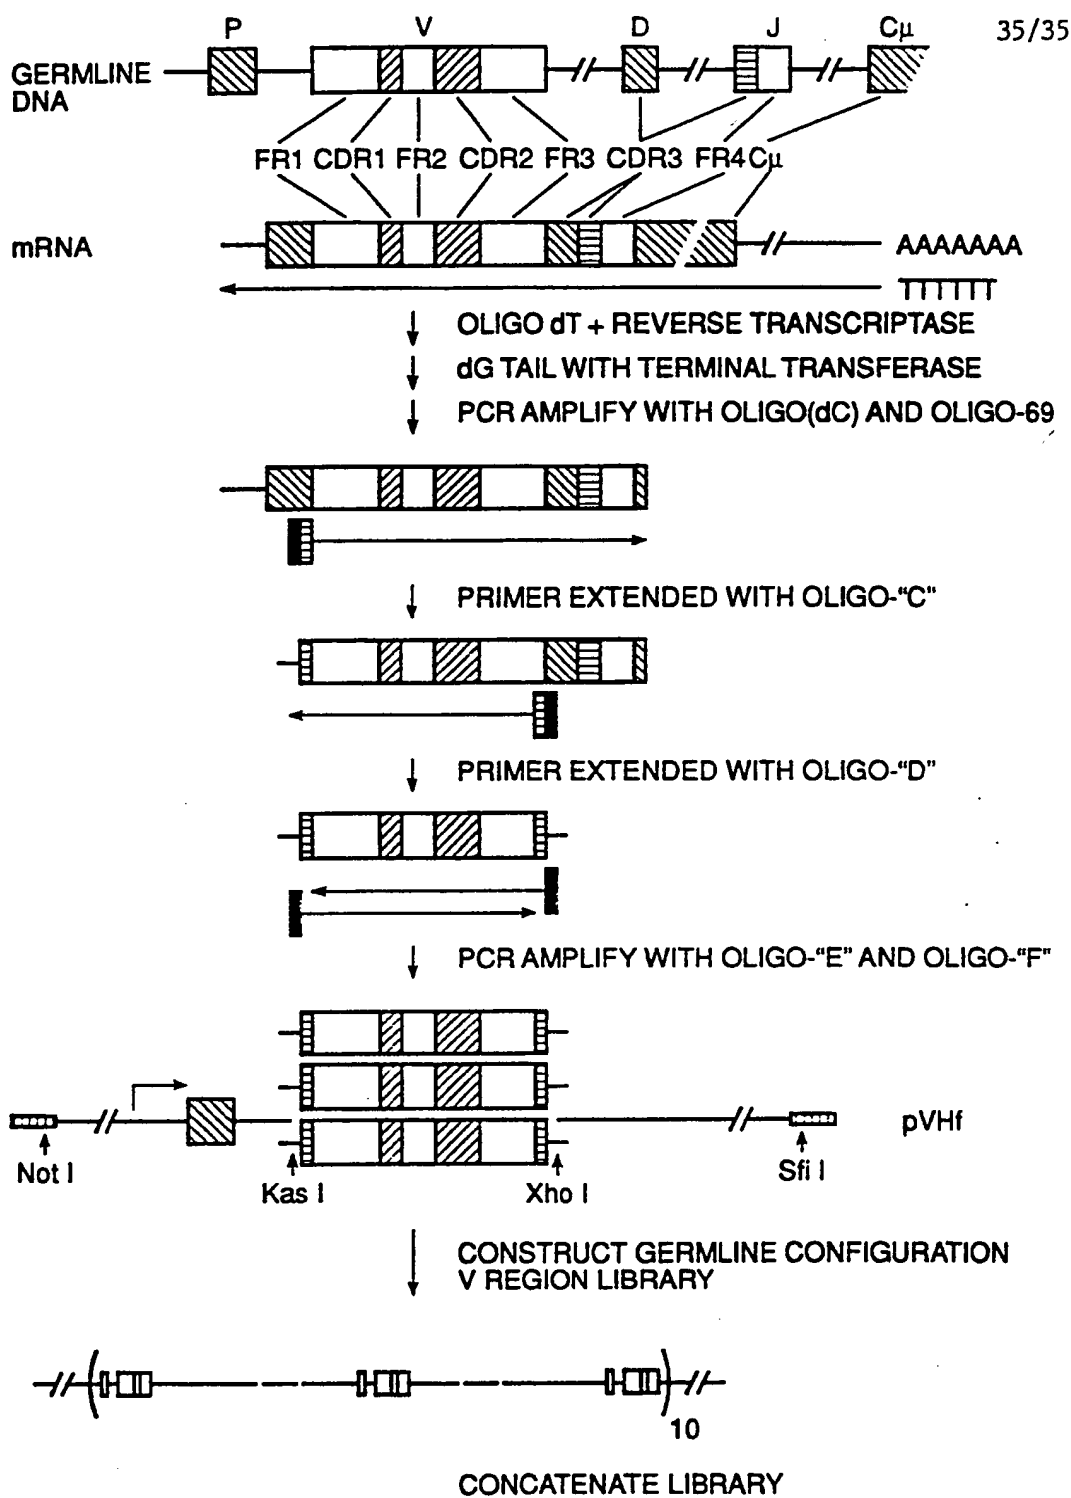 P V D J Cμ 35/35
GERMLINE
DNA
FR1 CDR1 FR2 CDR2 FR3 CDR3 FR4 Cμ
mRNA AAAAAAA
TTTTTT
OLIGO dT + REVERSE TRANSCRIPTASE
dG TAIL WITH TERMINAL TRANSFERASE
PCR AMPLIFY WITH OLIGO(dC) AND OLIGO-69
PRIMER EXTENDED WITH OLIGO-“C”
PRIMER EXTENDED WITH OLIGO-“D”
PCR AMPLIFY WITH OLIGO-“E” AND OLIGO-“F”
pVHf
Not I Sfi I
Kas I Xho I
CONSTRUCT GERMLINE CONFIGURATION
V REGION LIBRARY
10
CONCATENATE LIBRARY